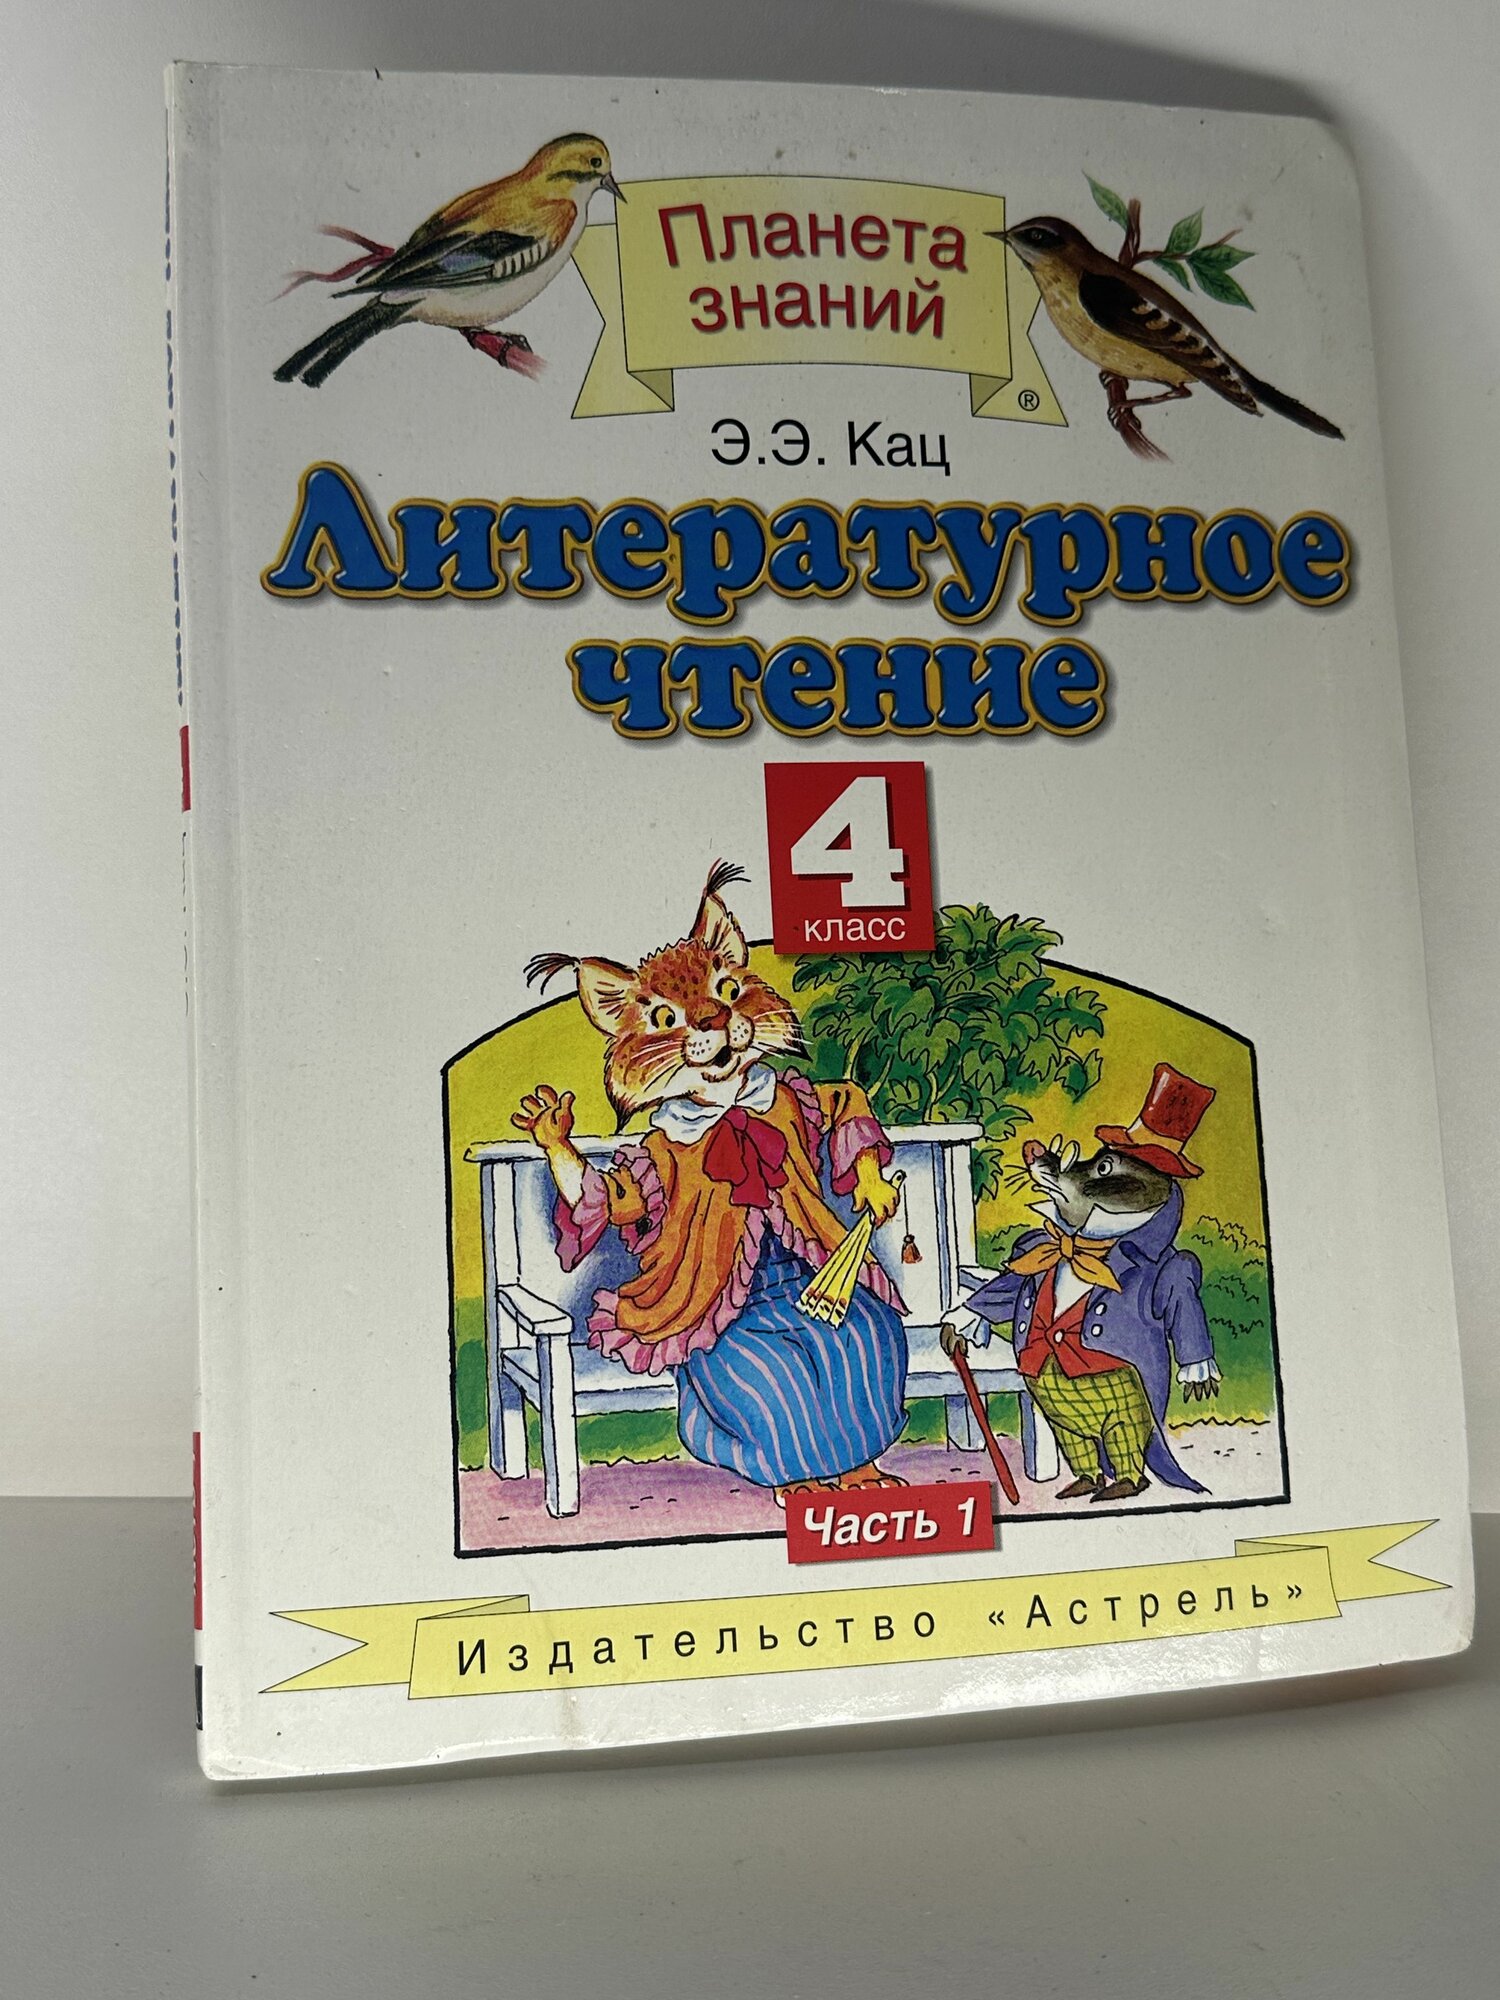 Планета
знаний
®
Э.Э. Кац
Литературное
чтение
4
класс
Часть 1
Издательство «Астрель»